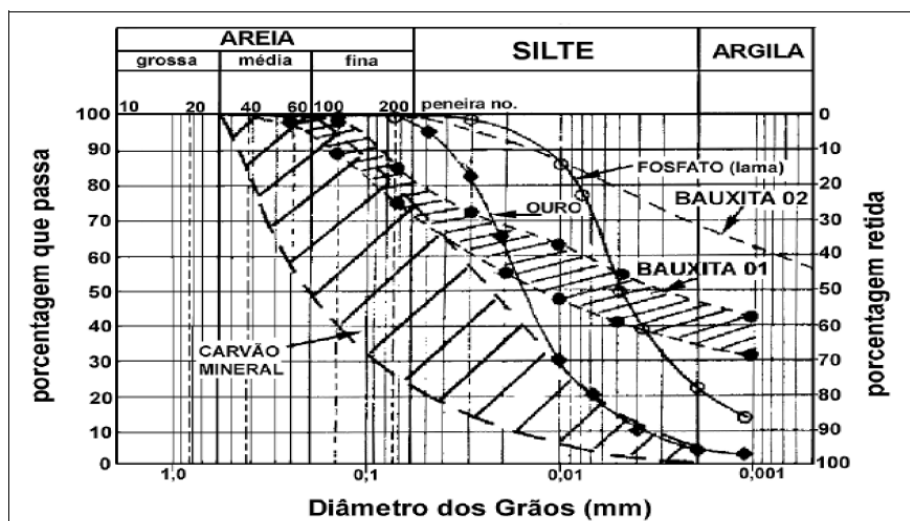 AREIA
SILTE
ARGILA
grossa
média
fina
10
20
40
60
100
200
peneira no.
100
90
80
70
60
50
40
30
20
10
0
0
10
20
30
40
50
60
70
80
90
100
porcentagem que passa
porcentagem retida
FOSFATO (lama)
OURO
BAUXITA 02
BAUXITA 01
CARVÃO
MINERAL
1,0
0,1
0,01
0,001
Diâmetro dos Grãos (mm)